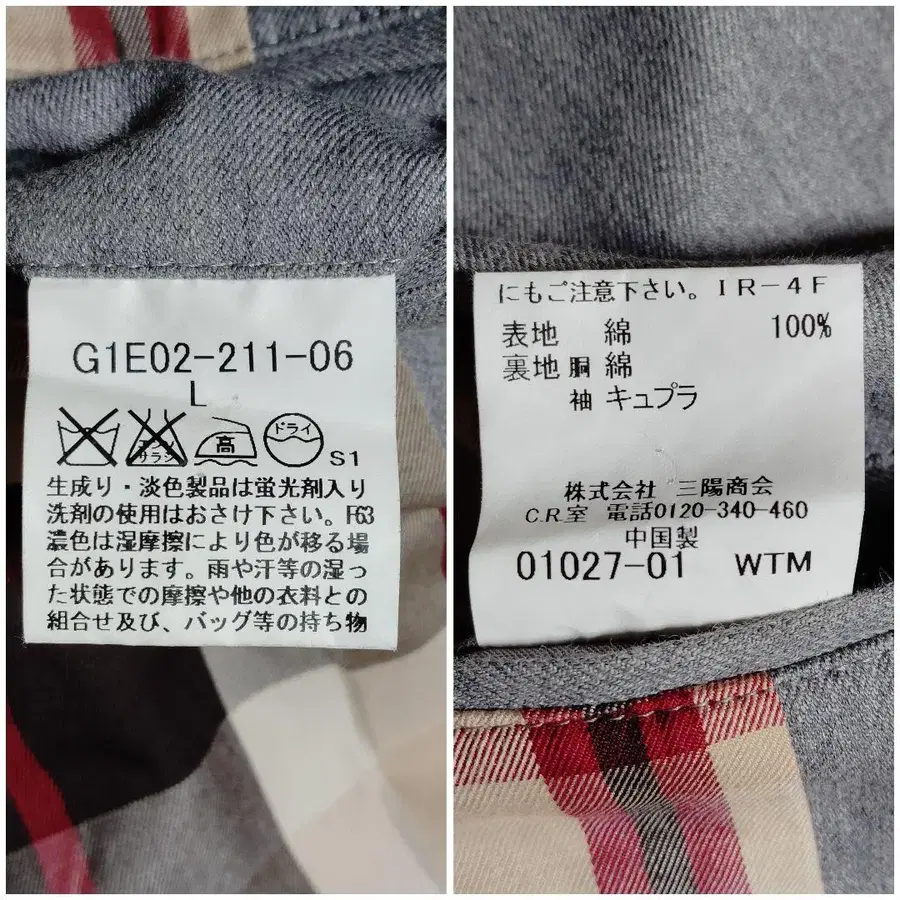 G1E02-211-06
L
エンソ サラシ 高 ドライ S1
生成り・淡色製品は蛍光剤入り
洗剤の使用はおさけ下さい。F63
濃色は湿摩擦により色が移る場
合があります。雨や汗等の湿っ
た状態での摩擦や他の衣料との
組合せ及び、バッグ等の持ち物
にもご注意下さい。IR-4F
表地 綿 100%
裏地 胴 綿
袖 キュプラ
株式会社 三陽商会
C.R.室 電話0120-340-460
中国製
01027-01 WTM